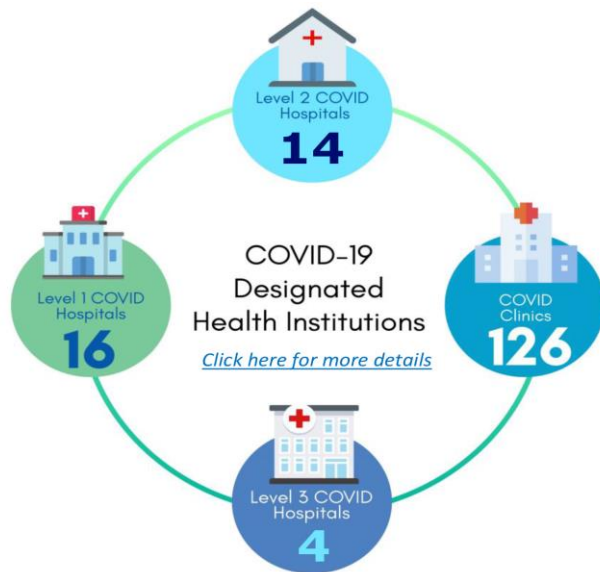 Level 2 COVID
Hospitals
14
Level 1 COVID
Hospitals
16
COVID-19
Designated
Health Institutions
Click here for more details
COVID
Clinics
126
Level 3 COVID
Hospitals
4